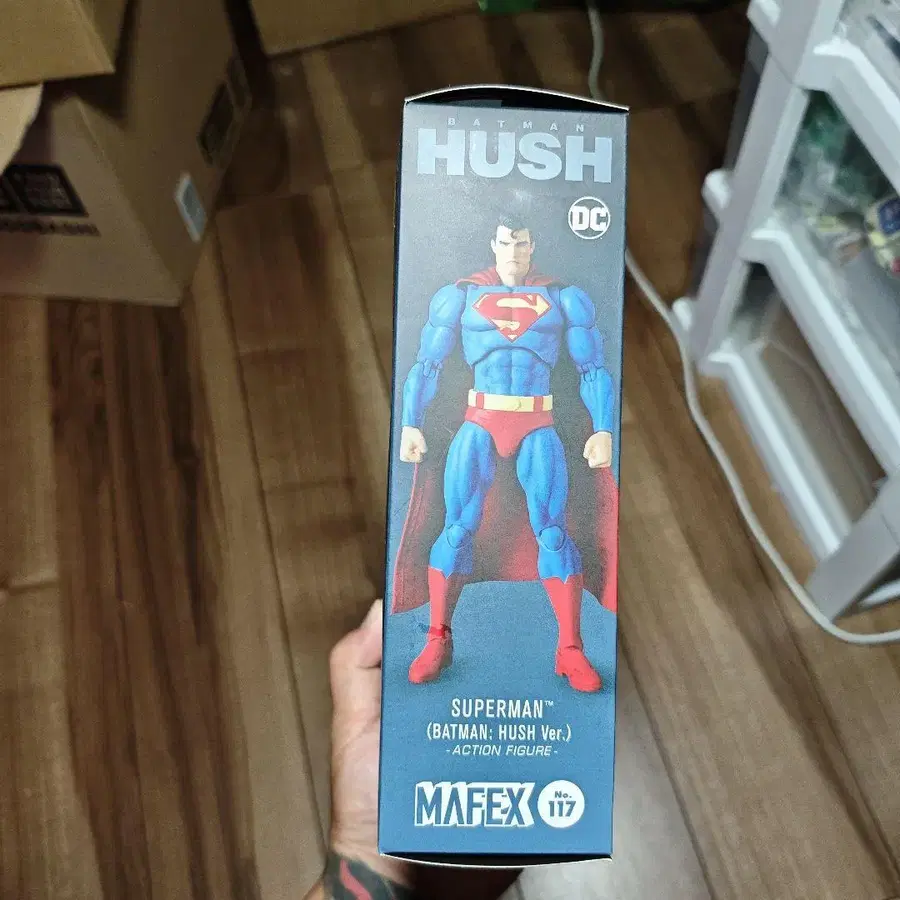 BATMAN
HUSH
DC
S
SUPERMAN™
(BATMAN: HUSH Ver.)
- ACTION FIGURE -
MAFEX No. 117